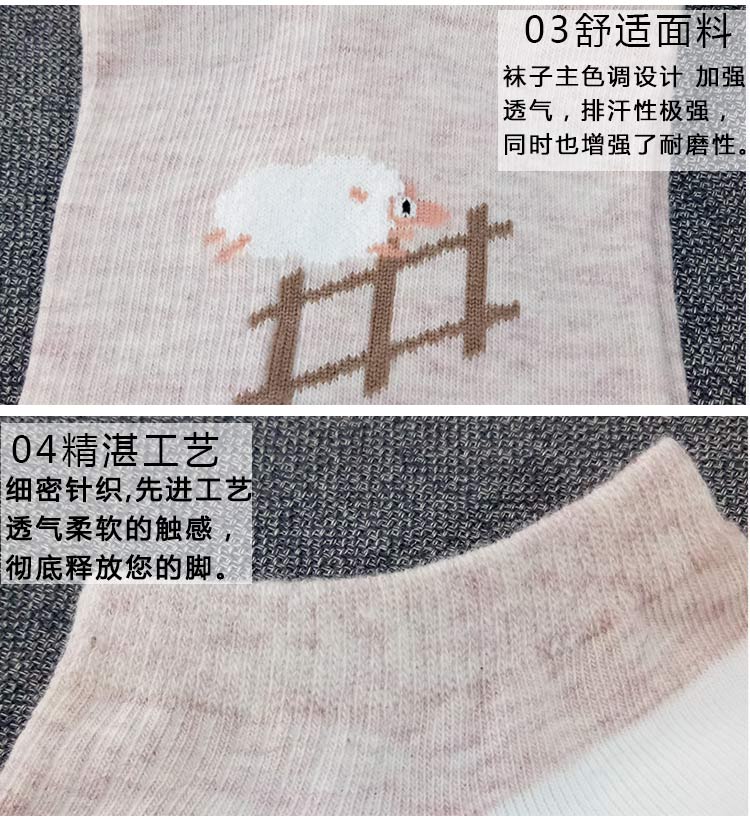 03舒适面料
袜子主色调设计 加强
透气，排汗性极强，
同时也增强了耐磨性。
04精湛工艺
细密针织,先进工艺
透气柔软的触感，
彻底释放您的脚。